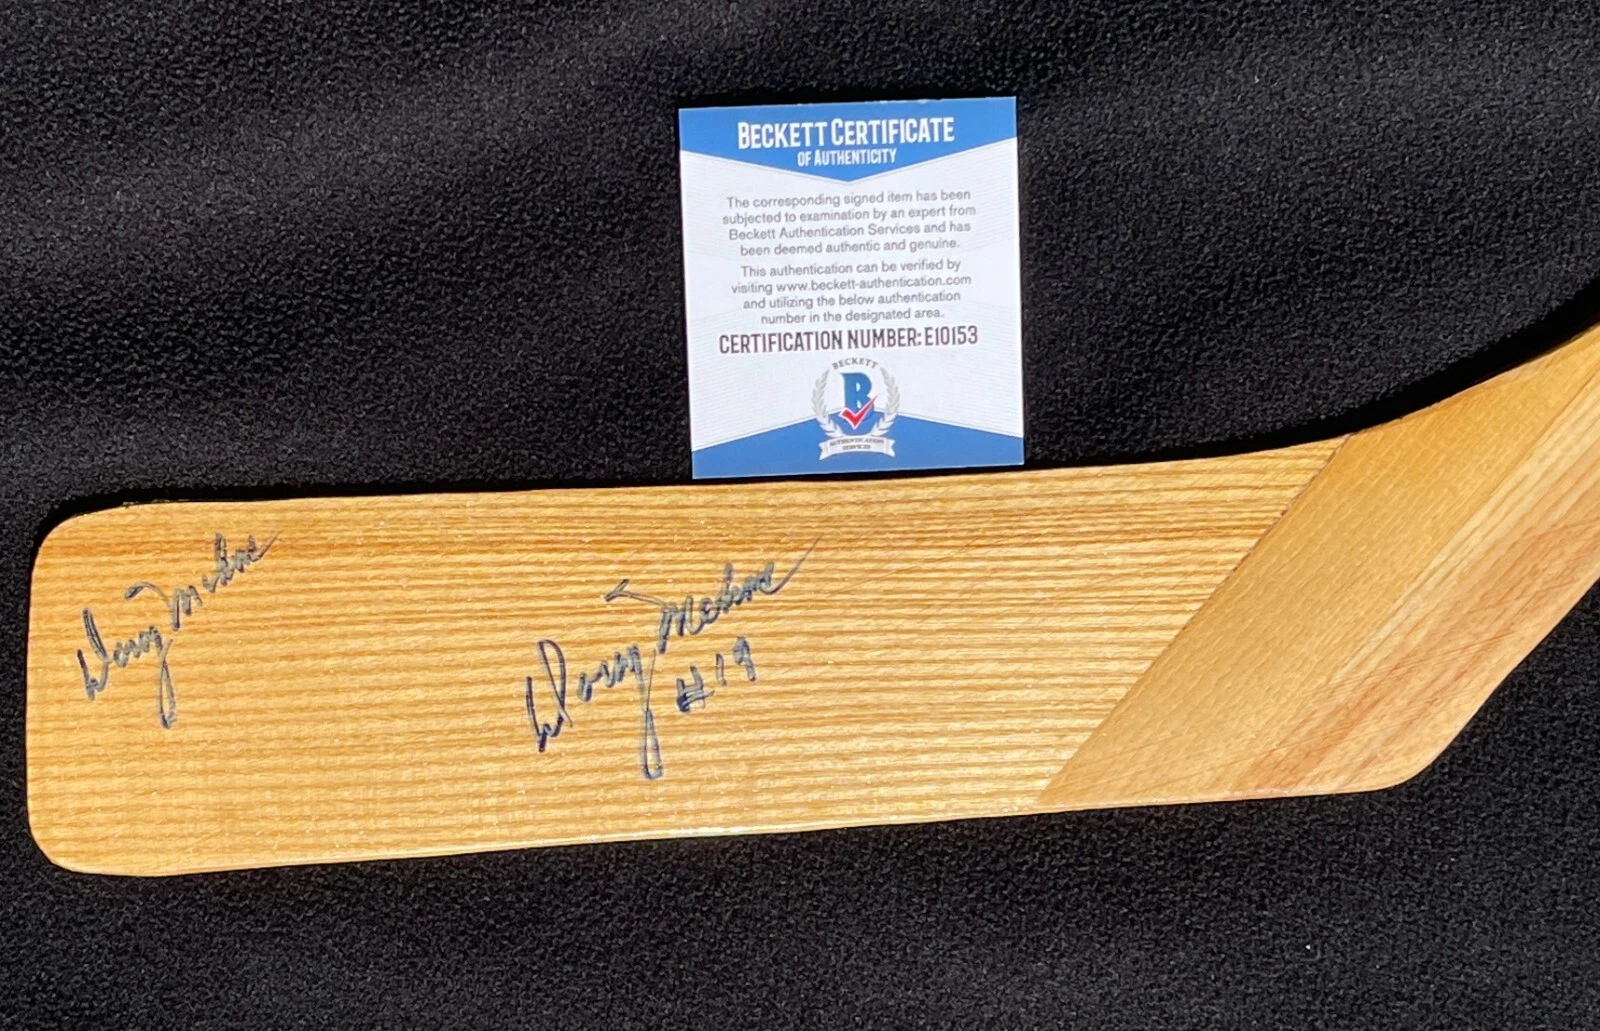 BECKETT CERTIFICATE
OF AUTHENTICITY
The corresponding signed item has been
subjected to examination by an expert from
Beckett Authentication Services and has
been deemed authentic and genuine.
This authentication can be verified by
visiting www.beckett-authentication.com
and utilizing the below authentication
number in the designated area.
CERTIFICATION NUMBER: E10153
BECKETT
B
AUTHENTICATION
SERVICES
Doug Mohns
Doug Mohns
#19